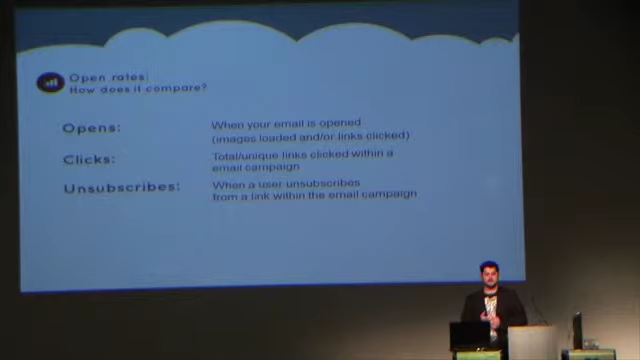 Open rates:
How does it compare?
Opens:
When your email is opened
(images loaded and/or links clicked)
Clicks:
Total/unique links clicked within a
email campaign
Unsubscribes:
When a user unsubscribes
from a link within the email campaign